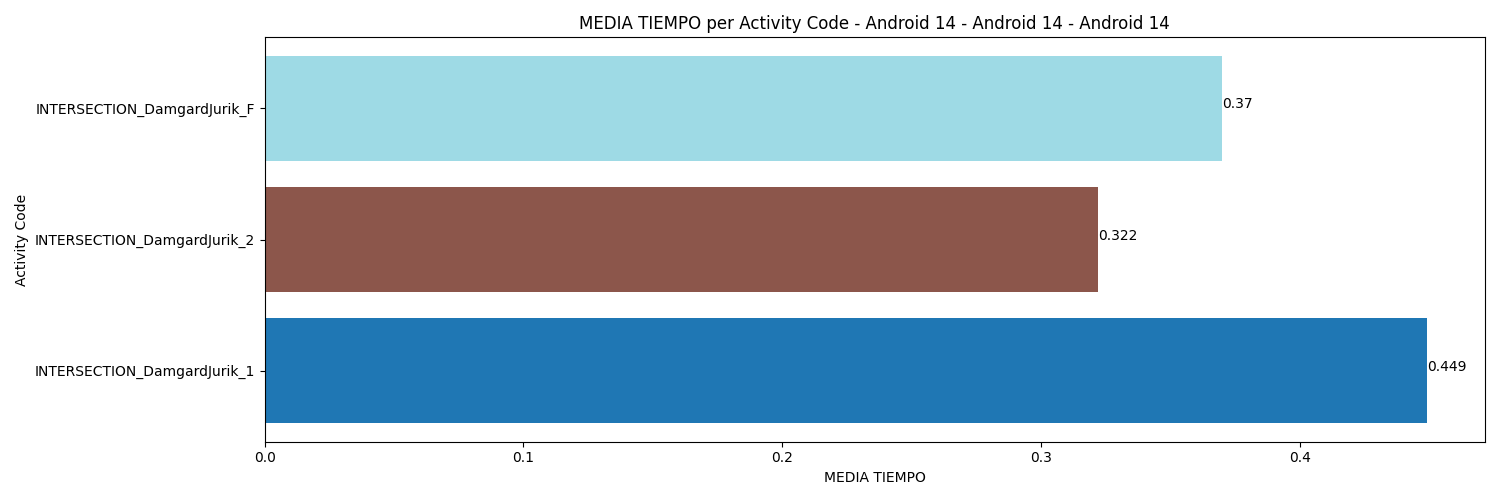 MEDIA TIEMPO per Activity Code - Android 14 - Android 14 - Android 14
Activity Code
INTERSECTION_DamgardJurik_F
0.37
INTERSECTION_DamgardJurik_2
0.322
INTERSECTION_DamgardJurik_1
0.449
0.0 0.1 0.2 0.3 0.4
MEDIA TIEMPO